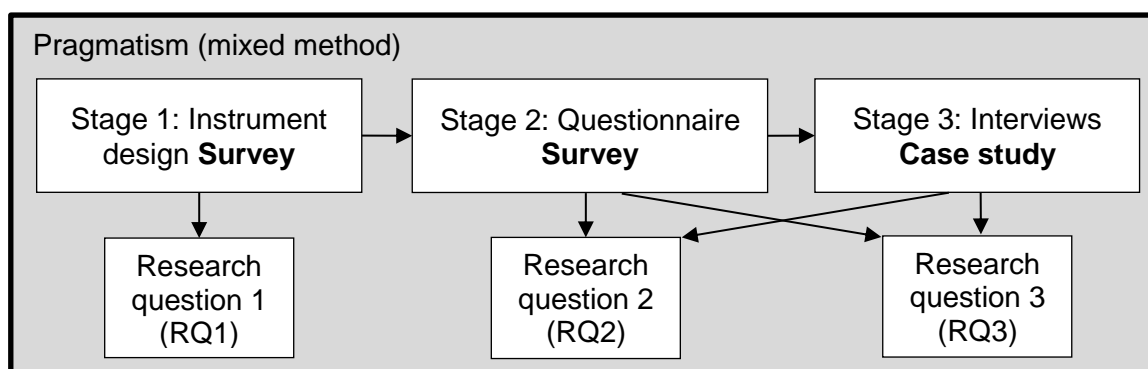 Pragmatism (mixed method)
Stage 1: Instrument
design Survey
Stage 2: Questionnaire
Survey
Stage 3: Interviews
Case study
Research
question 1
(RQ1)
Research
question 2
(RQ2)
Research
question 3
(RQ3)